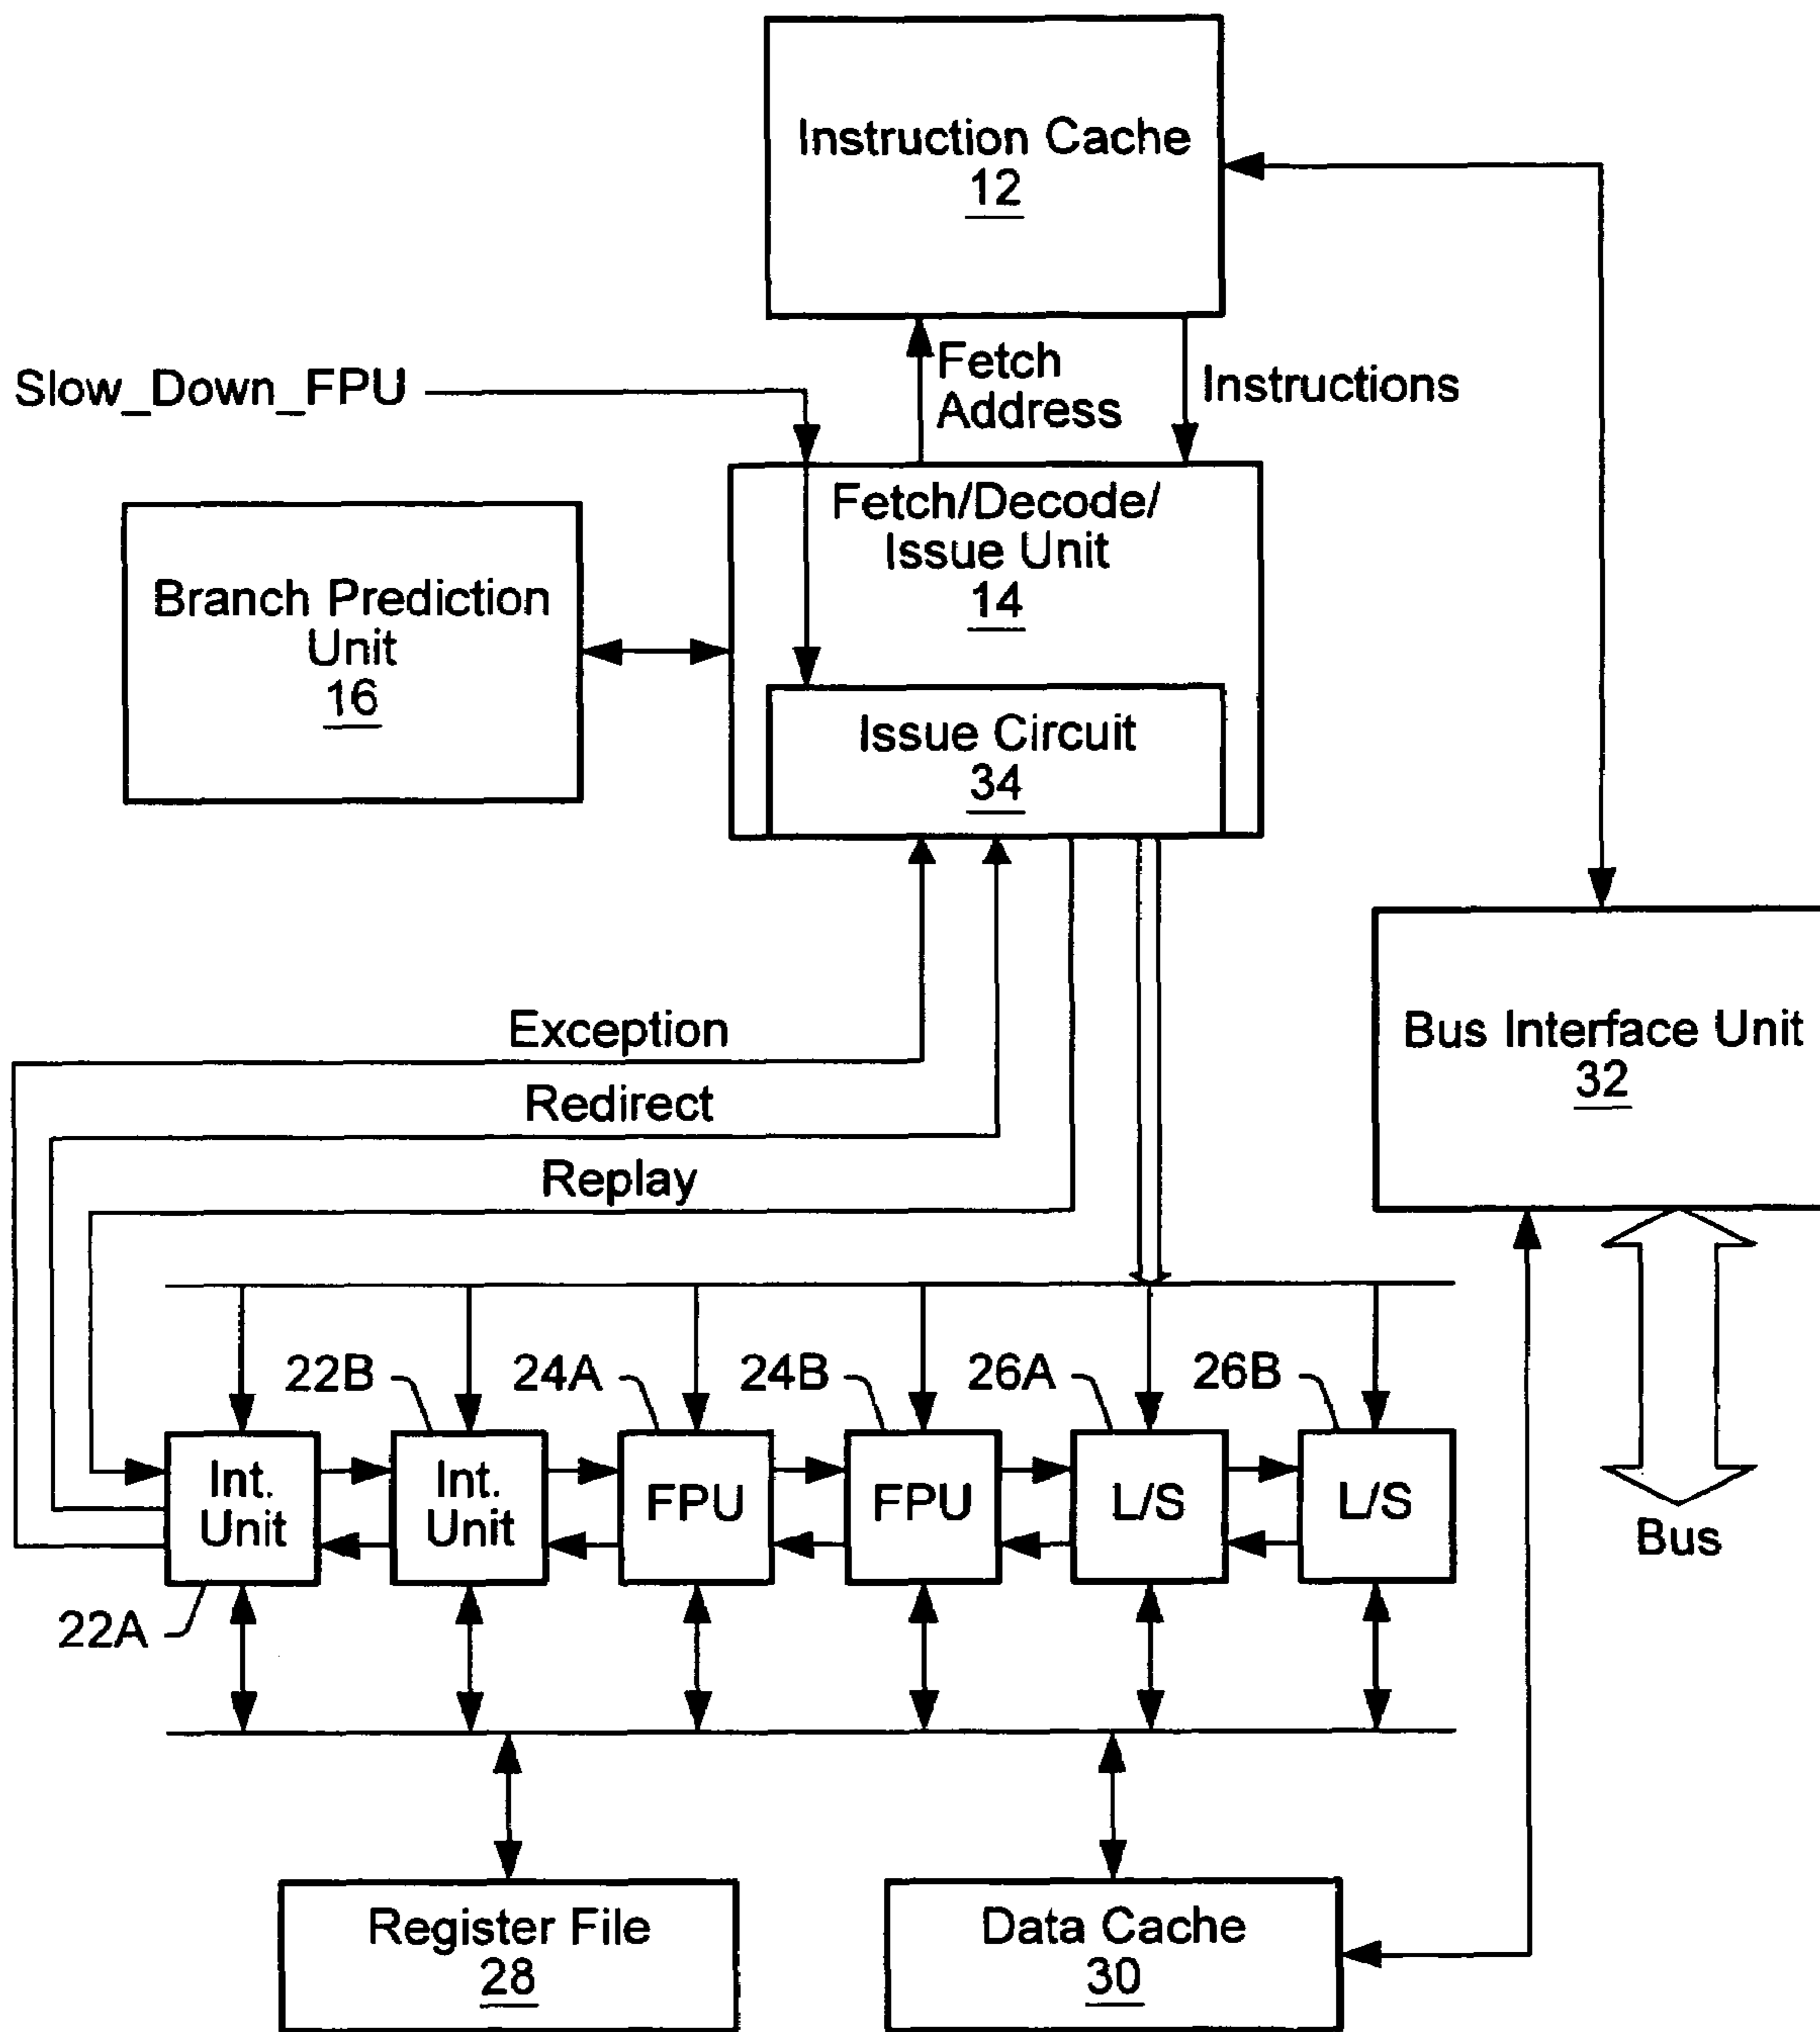 Instruction Cache
12
Slow_Down_FPU
Fetch
Address
Instructions
Fetch/Decode/
Issue Unit
14
Branch Prediction
Unit
16
Issue Circuit
34
Exception
Redirect
Replay
Bus Interface Unit
32
22B
24A
24B
26A
26B
Int.
Unit
Int.
Unit
FPU
FPU
L/S
L/S
Bus
22A
Register File
28
Data Cache
30